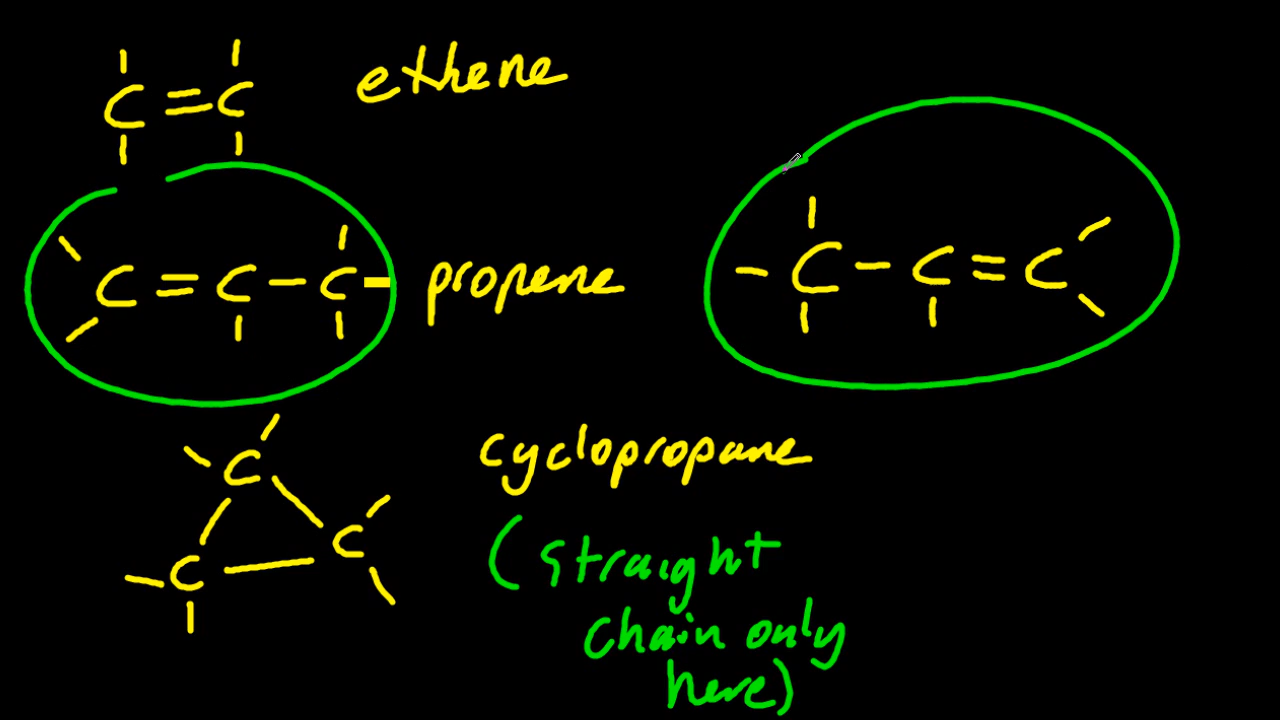 C=C ethene
C=C-C- propene
-C-C=C
C cyclopropane
C C
(straight
chain only
here)